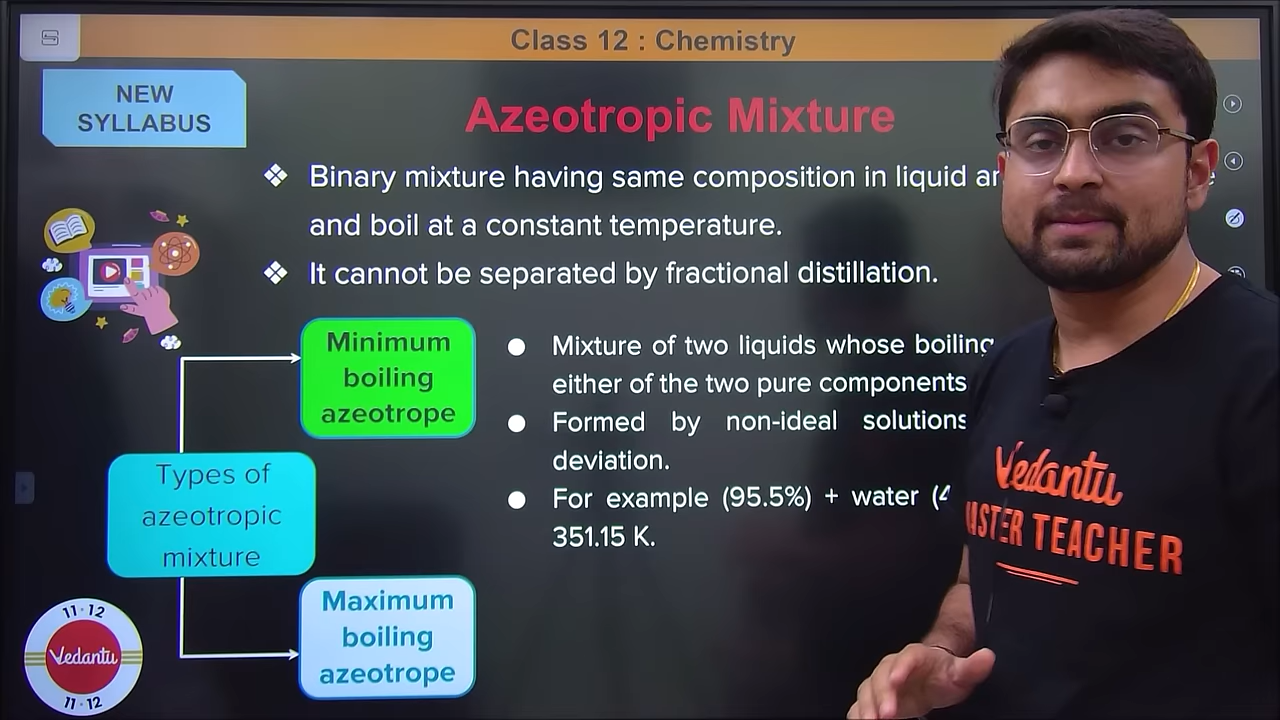 Class 12 : Chemistry
NEW
SYLLABUS
Azeotropic Mixture
❖ Binary mixture having same composition in liquid
and boil at a constant temperature.
❖ It cannot be separated by fractional distillation.
Minimum
boiling
azeotrope
● Mixture of two liquids whose boiling
either of the two pure components
● Formed by non-ideal solutions
deviation.
● For example (95.5%) + water
351.15 K.
Types of
azeotropic
mixture
Maximum
boiling
azeotrope
11·12
Vedantu
11·12
Vedantu
TEACHER